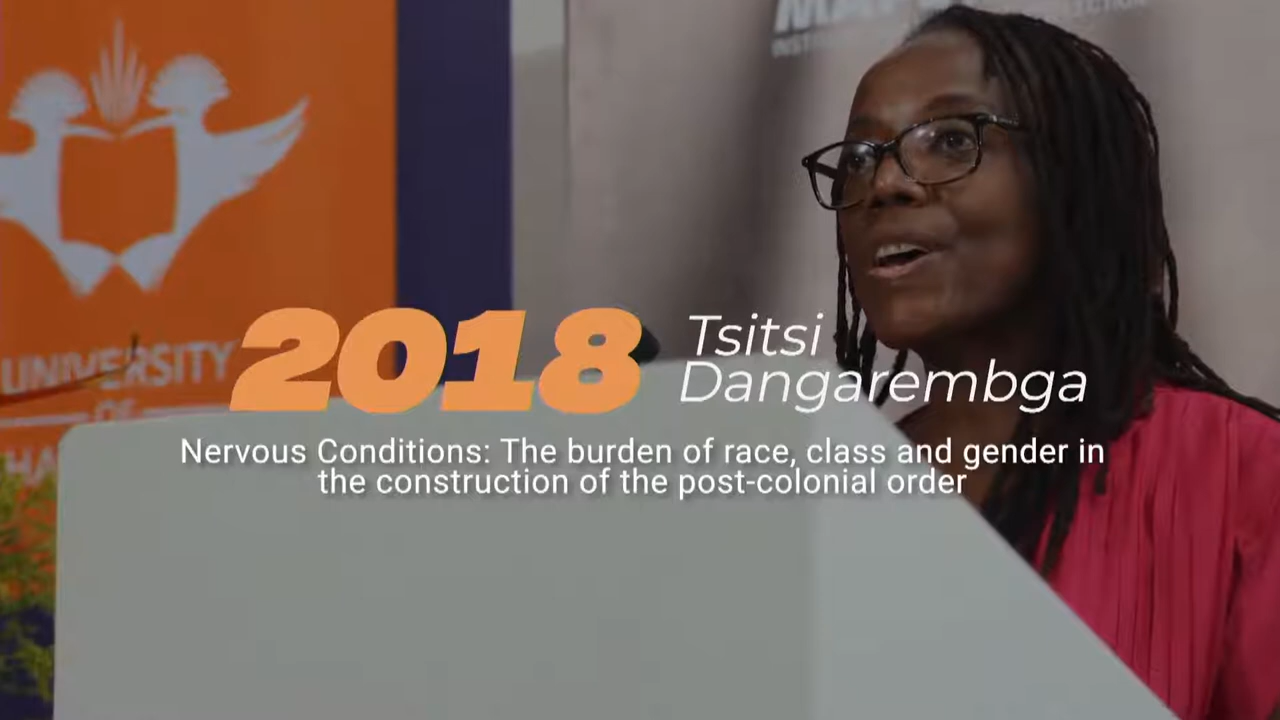 UNIVERSITY
OF
2018
Tsitsi
Dangarembga
Nervous Conditions: The burden of race, class and gender in
the construction of the post-colonial order